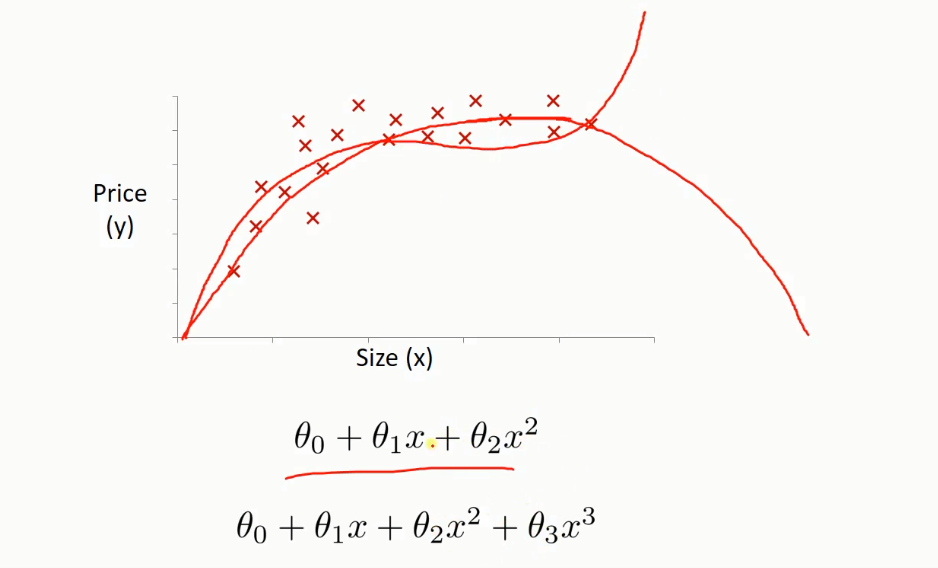 Price
(y)
Size (x)
θ₀ + θ₁x + θ₂x²
θ₀ + θ₁x + θ₂x² + θ₃x³